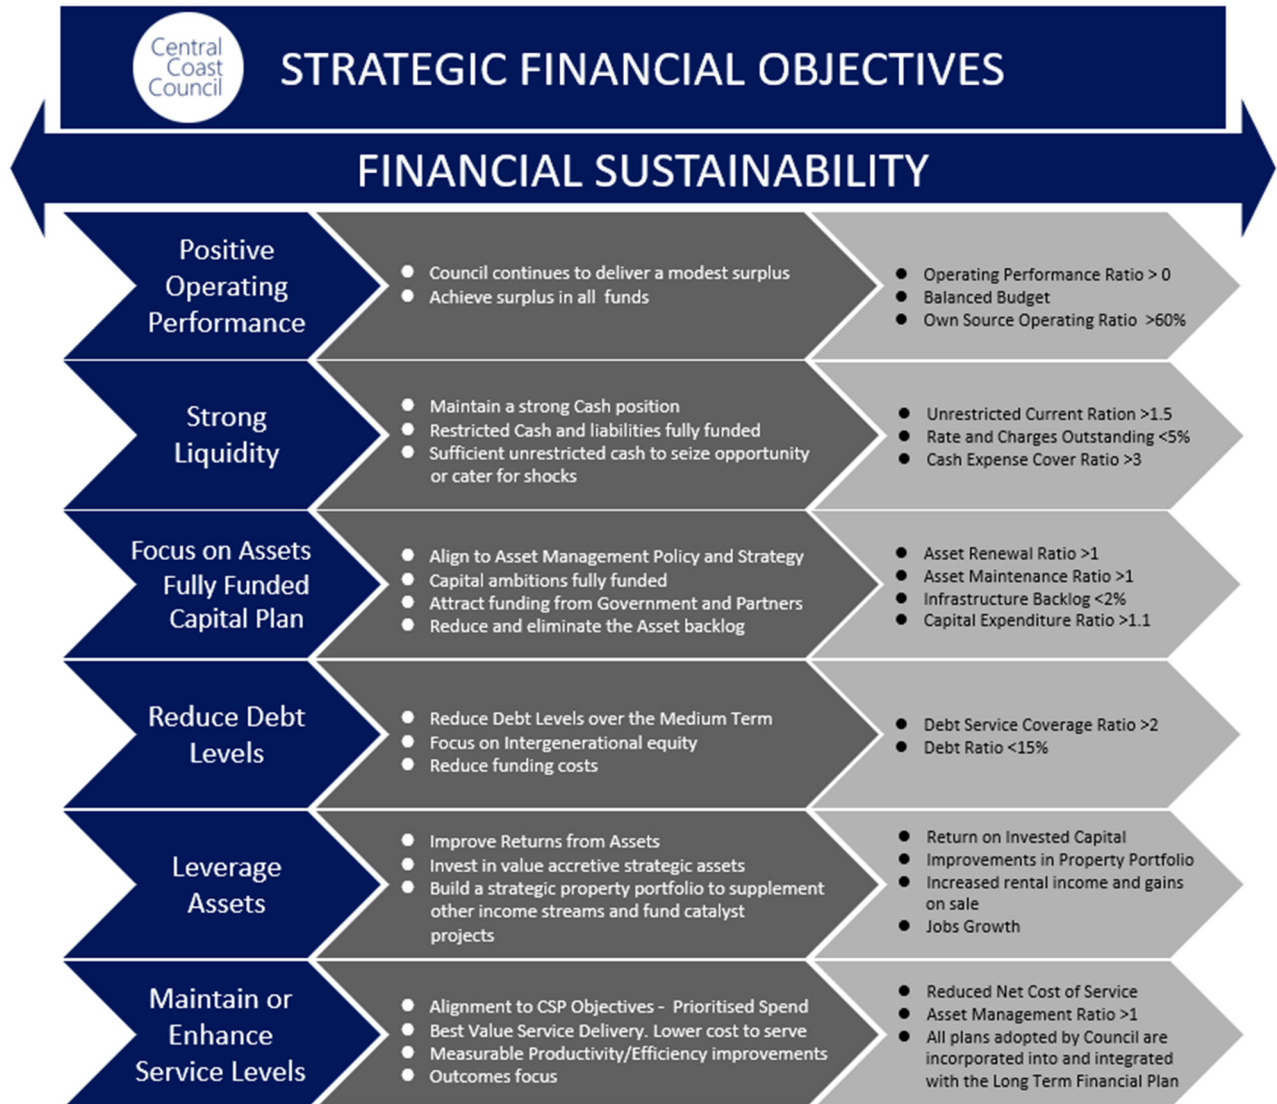 Central
Coast
Council
STRATEGIC FINANCIAL OBJECTIVES
FINANCIAL SUSTAINABILITY
Positive
Operating
Performance
● Council continues to deliver a modest surplus
● Achieve surplus in all funds
● Operating Performance Ratio > 0
● Balanced Budget
● Own Source Operating Ratio >60%
Strong
Liquidity
● Maintain a strong Cash position
● Restricted Cash and liabilities fully funded
● Sufficient unrestricted cash to seize opportunity
or cater for shocks
● Unrestricted Current Ration >1.5
● Rate and Charges Outstanding <5%
● Cash Expense Cover Ratio >3
Focus on Assets
Fully Funded
Capital Plan
● Align to Asset Management Policy and Strategy
● Capital ambitions fully funded
● Attract funding from Government and Partners
● Reduce and eliminate the Asset backlog
● Asset Renewal Ratio >1
● Asset Maintenance Ratio >1
● Infrastructure Backlog <2%
● Capital Expenditure Ratio >1.1
Reduce Debt
Levels
● Reduce Debt Levels over the Medium Term
● Focus on Intergenerational equity
● Reduce funding costs
● Debt Service Coverage Ratio >2
● Debt Ratio <15%
Leverage
Assets
● Improve Returns from Assets
● Invest in value accretive strategic assets
● Build a strategic property portfolio to supplement
other income streams and fund catalyst
projects
● Return on Invested Capital
● Improvements in Property Portfolio
● Increased rental income and gains
on sale
● Jobs Growth
Maintain or
Enhance
Service Levels
● Alignment to CSP Objectives - Prioritised Spend
● Best Value Service Delivery. Lower cost to serve
● Measurable Productivity/Efficiency improvements
● Outcomes focus
● Reduced Net Cost of Service
● Asset Management Ratio >1
● All plans adopted by Council are
incorporated into and integrated
with the Long Term Financial Plan